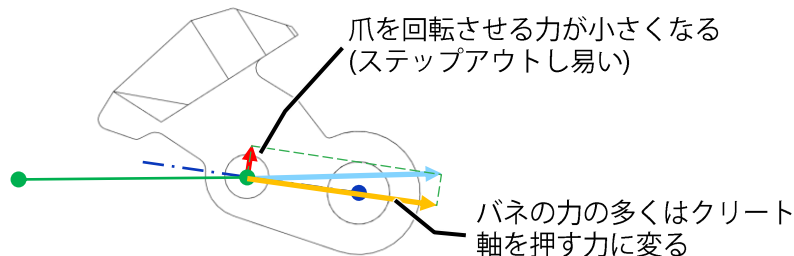 爪を回転させる力が小さくなる
(ステップアウトし易い)
バネの力の多くはクリート
軸を押す力に変る